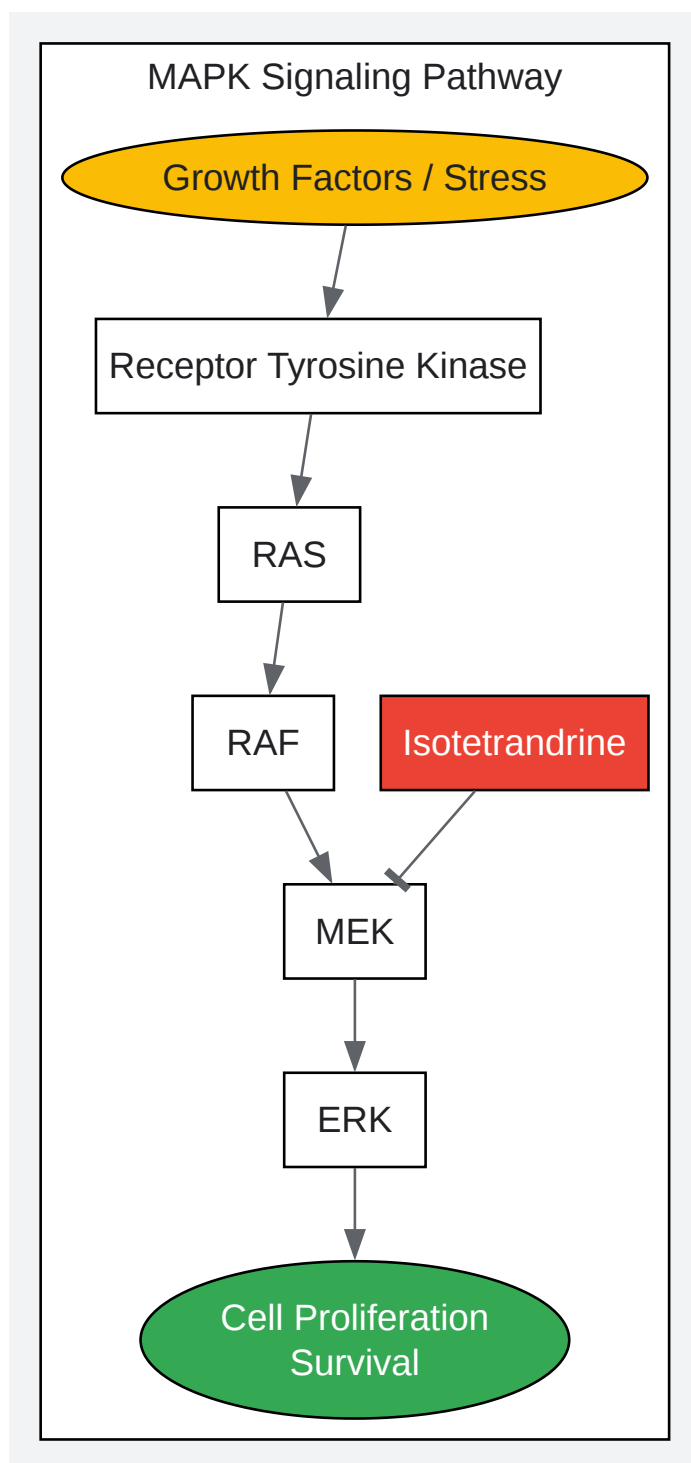 MAPK Signaling Pathway
Growth Factors / Stress
Receptor Tyrosine Kinase
RAS
RAF
Isotetrandrine
MEK
ERK
Cell Proliferation
Survival